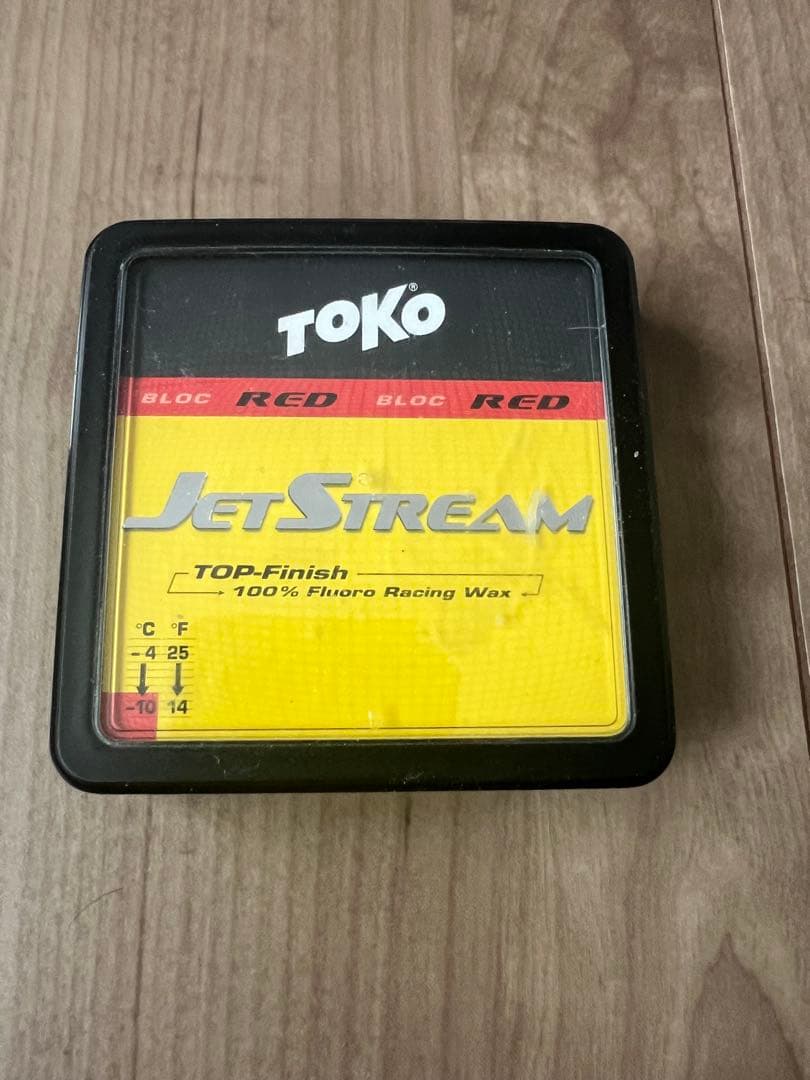 TOKO®
BLOC RED BLOC RED
JETSTREAM
TOP-Finish
100% Fluoro Racing Wax
°C °F
-4 25
-10 14